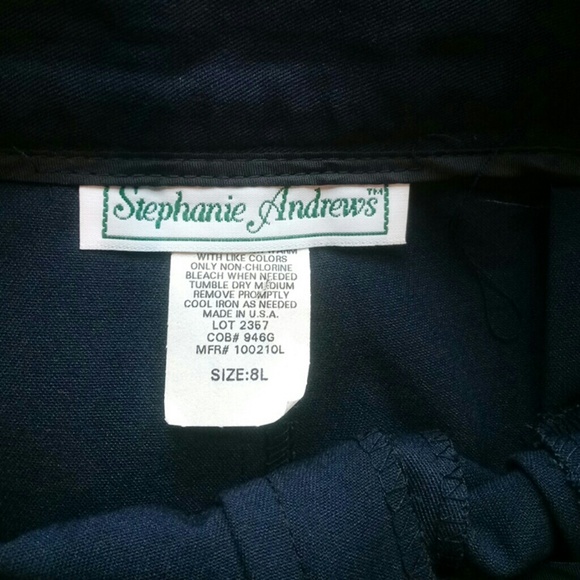 Stephanie Andrews™
WARM
WITH LIKE COLORS
ONLY NON-CHLORINE
BLEACH WHEN NEEDED
TUMBLE DRY MEDIUM
REMOVE PROMPTLY
COOL IRON AS NEEDED
MADE IN U.S.A.
LOT 2357
COB# 946G
MFR# 100210L
SIZE:8L